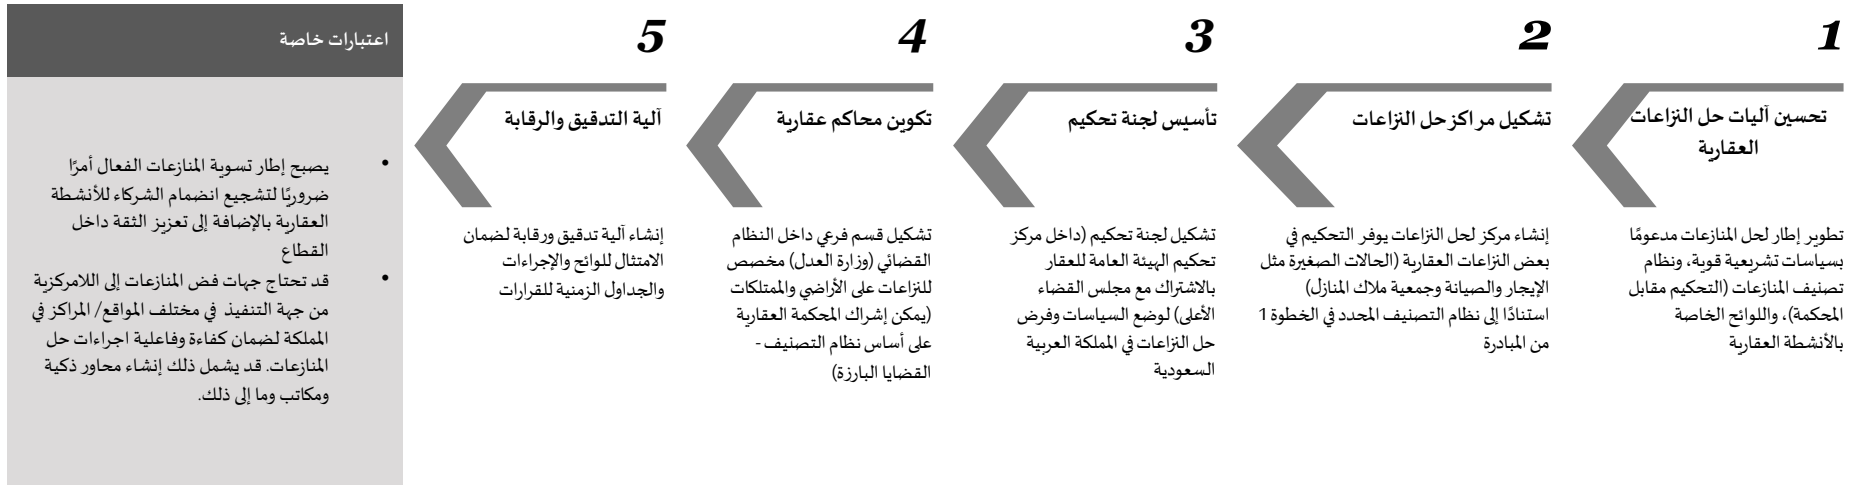 1
تحسين آليات حل النزاعات
العقارية
تطوير إطار لحل المنازعات مدعومًا
بسياسات تشريعية قوية، ونظام
تصنيف المنازعات (التحكيم مقابل
المحكمة)، واللوائح الخاصة
بالأنشطة العقارية
2
تشكيل مراكز حل النزاعات
إنشاء مركز لحل النزاعات يوفر التحكيم في
بعض النزاعات العقارية (الحالات الصغيرة مثل
الإيجار والصيانة وجمعية ملاك المنازل)
استنادًا إلى نظام التصنيف المحدد في الخطوة 1
من المبادرة
3
تأسيس لجنة تحكيم
تشكيل لجنة تحكيم (داخل مركز
تحكيم الهيئة العامة للعقار
بالاشتراك مع مجلس القضاء
الأعلى) لوضع السياسات وفرض
حل النزاعات في المملكة العربية
السعودية
4
تكوين محاكم عقارية
تشكيل قسم فرعي داخل النظام
القضائي (وزارة العدل) مخصص
للنزاعات على الأراضي والممتلكات
(يمكن إشراك المحكمة العقارية
على أساس نظام التصنيف -
القضايا البارزة)
5
آلية التدقيق والرقابة
إنشاء آلية تدقيق ورقابة لضمان
الامتثال للوائح والإجراءات
والجداول الزمنية للقرارات
اعتبارات خاصة
• يصبح إطار تسوية المنازعات الفعال أمرًا
ضروريًا لتشجيع انضمام الشركاء للأنشطة
العقارية بالإضافة إلى تعزيز الثقة داخل
القطاع
• قد تحتاج جهات فض المنازعات إلى اللامركزية
من جهة التنفيذ في مختلف المواقع/ المراكز في
المملكة لضمان كفاءة وفاعلية اجراءات حل
المنازعات. قد يشمل ذلك إنشاء محاور ذكية
ومكاتب وما إلى ذلك.